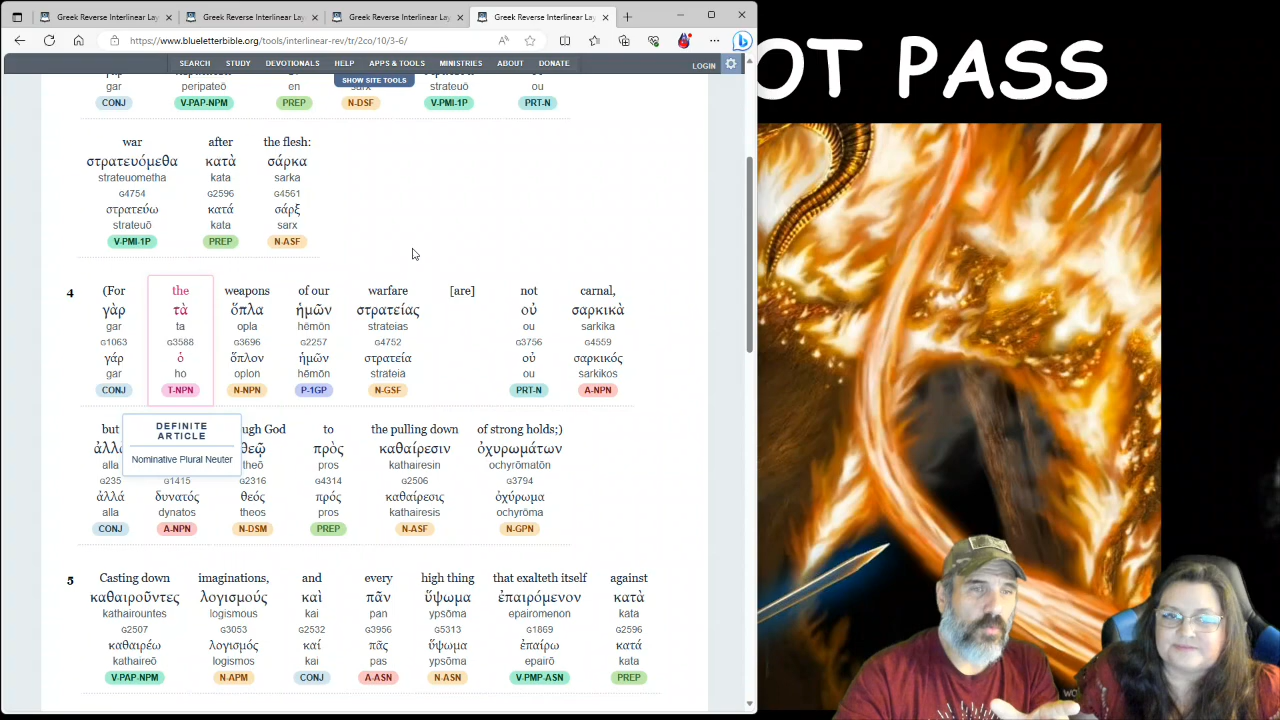 Greek Reverse Interlinear Lay
Greek Reverse Interlinear Lay
Greek Reverse Interlinear Lay
Greek Reverse Interlinear Lay
https://www.blueletterbible.org/tools/interlinear-rev/tr/2co/10/3-6/
SEARCH STUDY DEVOTIONALS HELP APPS & TOOLS MINISTRIES ABOUT DONATE LOGIN
SHOW SITE TOOLS
gar peripateō en sarx strateuō ou
CONJ V-PAP-NPM PREP N-DSF V-PMI-1P PRT-N
war after the flesh:
στρατευόμεθα κατὰ σάρκα
strateuometha kata sarka
G4754 G2596 G4561
στρατεύω κατά σάρξ
strateuō kata sarx
V-PMI-1P PREP N-ASF
4 (For the weapons of our warfare [are] not carnal,
γὰρ τὰ ὅπλα ἡμῶν στρατείας οὐ σαρκικὰ
gar ta opla hēmōn strateias ou sarkika
G1063 G3588 G3696 G2257 G4752 G3756 G4559
γάρ ὁ ὅπλον ἡμῶν στρατεία οὐ σαρκικός
gar ho oplon hēmōn strateia ou sarkikos
CONJ T-NPN N-NPN P-1GP N-GSF PRT-N A-NPN
DEFINITE
ARTICLE
Nominative Plural Neuter
but ugh God to the pulling down of strong holds;)
ἀλλ θεῷ πρὸς καθαίρεσιν ὀχυρωμάτων
alla theō pros kathairesin ochyrōmatōn
G235 G1415 G2316 G4314 G2506 G3794
ἀλλά δυνατός θεός πρός καθαίρεσις ὀχύρωμα
alla dynatos theos pros kathairesis ochyrōma
CONJ A-NPN N-DSM PREP N-ASF N-GPN
5 Casting down imaginations, and every high thing that exalteth itself against
καθαιροῦντες λογισμούς καὶ πᾶν ὕψωμα ἐπαιρόμενον κατὰ
kathairountes logismous kai pan ypsōma epairomenon kata
G2507 G3053 G2532 G3956 G5313 G1869 G2596
καθαιρέω λογισμός καί πᾶς ὕψωμα ἐπαίρω κατά
kathaireō logismos kai pas ypsōma epairō kata
V-PAP-NPM N-APM CONJ A-ASN N-ASN V-PMP-ASN PREP
OT PASS